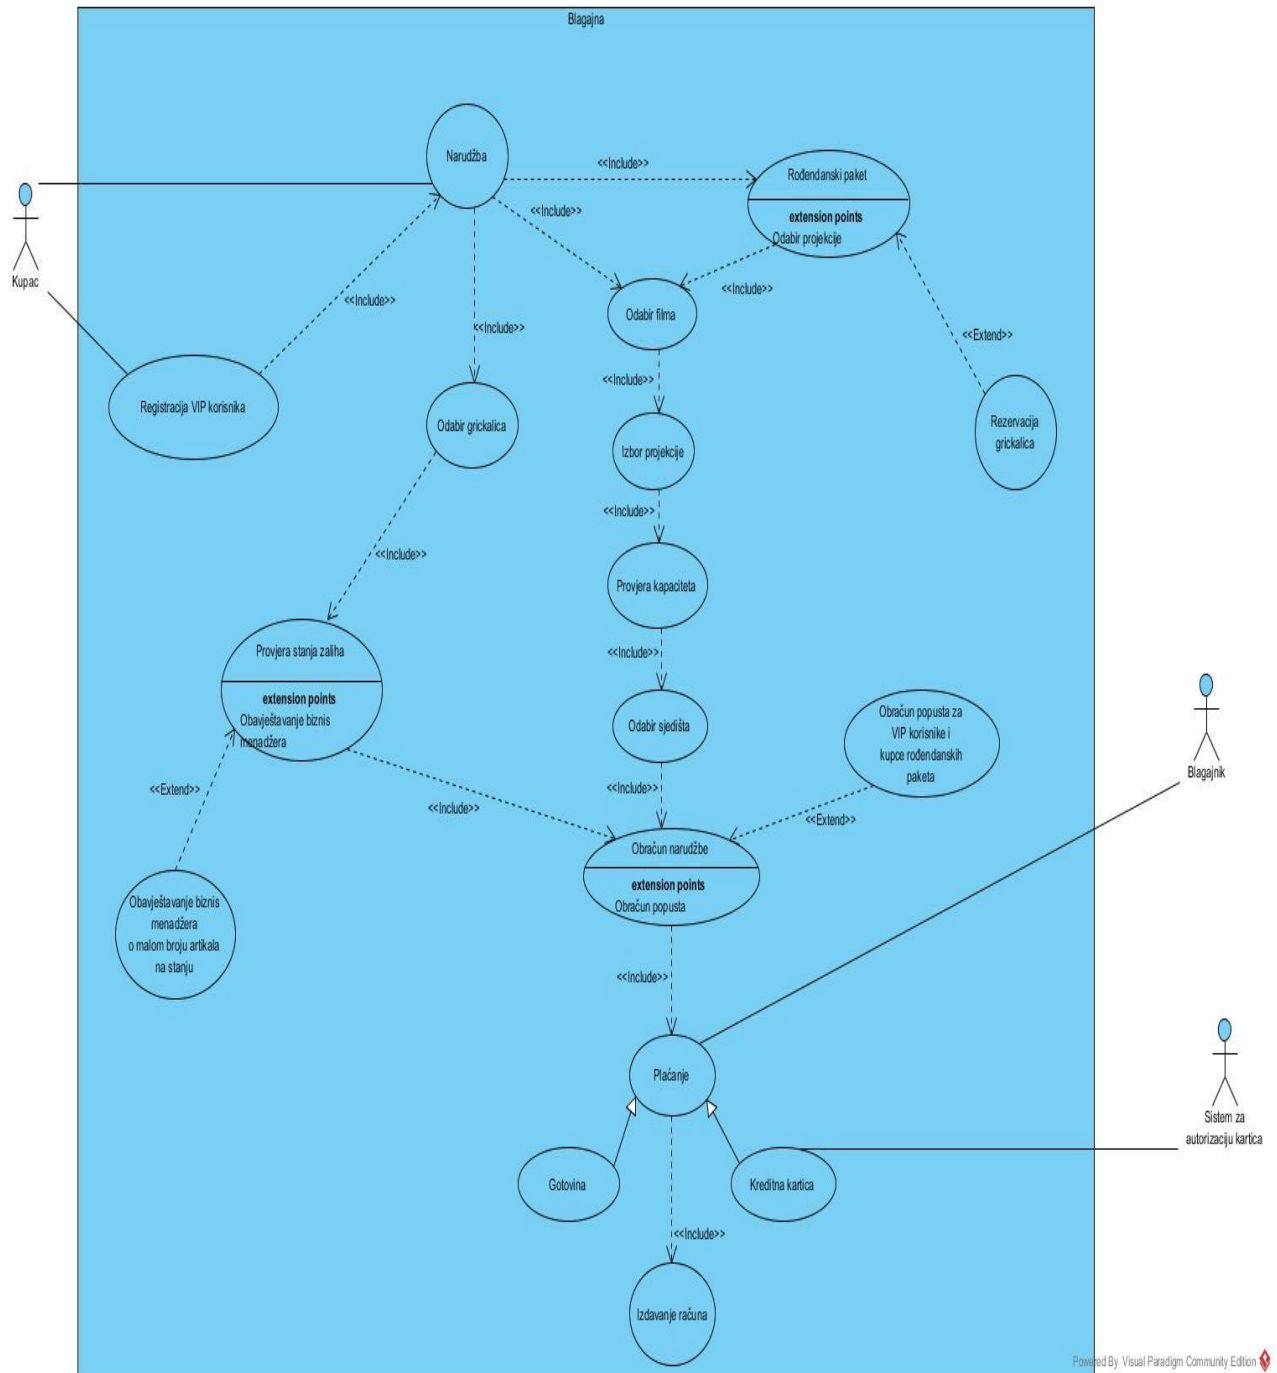 Blagajna
Narudžba
<<Include>>
Rođendanski paket
extension points
Odabir projekcije
<<Include>>
Kupac
<<Include>>
<<Include>>
Odabir filma
<<Include>>
<<Include>>
<<Extend>>
<<Include>>
Registracija VIP korisnika
Odabir grickalica
Izbor projekcije
Rezervacija
grickalica
<<Include>>
<<Include>>
Provjera kapaciteta
<<Include>>
Provjera stanja zaliha
extension points
Obavještavanje biznis
menadžera
Odabir sjedišta
Obračun popusta za
VIP korisnike i
kupce rođendanskih
paketa
Blagajnik
<<Extend>>
<<Include>>
<<Include>>
<<Extend>>
Obračun narudžbe
extension points
Obračun popusta
Obavještavanje biznis
menadžera
o malom broju artikala
na stanju
<<Include>>
Plaćanje
Sistem za
autorizaciju kartica
Gotovina
Kreditna kartica
<<Include>>
Izdavanje računa
Powered By Visual Paradigm Community Edition